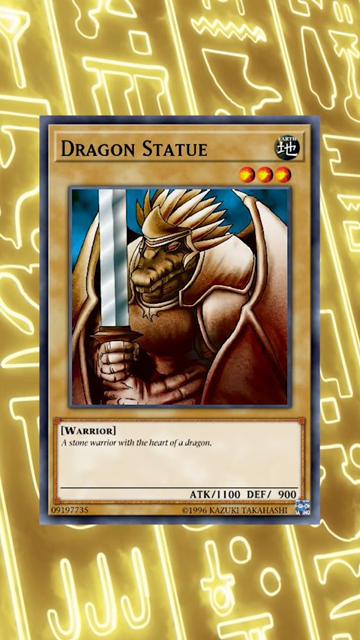 Dragon Statue
EARTH
地
[Warrior]
A stone warrior with the heart of a dragon.
ATK/1100 DEF/ 900
09197735
©1996 KAZUKI TAKAHASHI